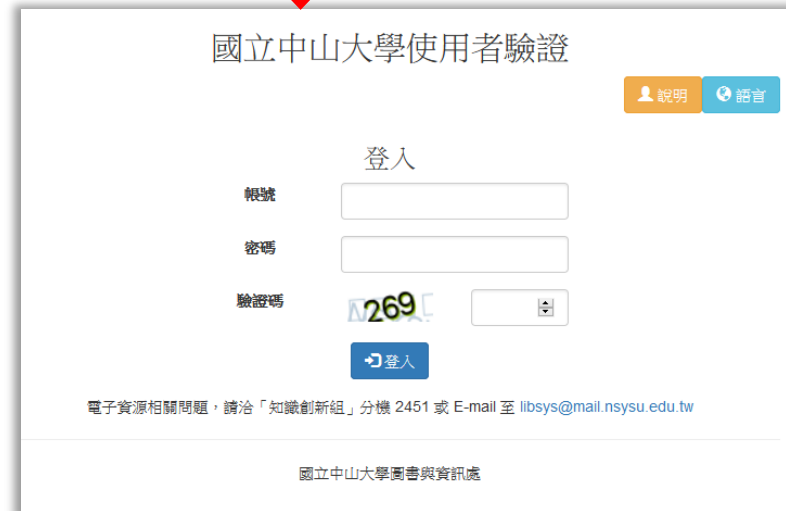 國立中山大學使用者驗證
說明 語言
登入
帳號
密碼
驗證碼 269
登入
電子資源相關問題，請洽「知識創新組」分機 2451 或 E-mail 至 libsys@mail.nsysu.edu.tw
國立中山大學圖書與資訊處